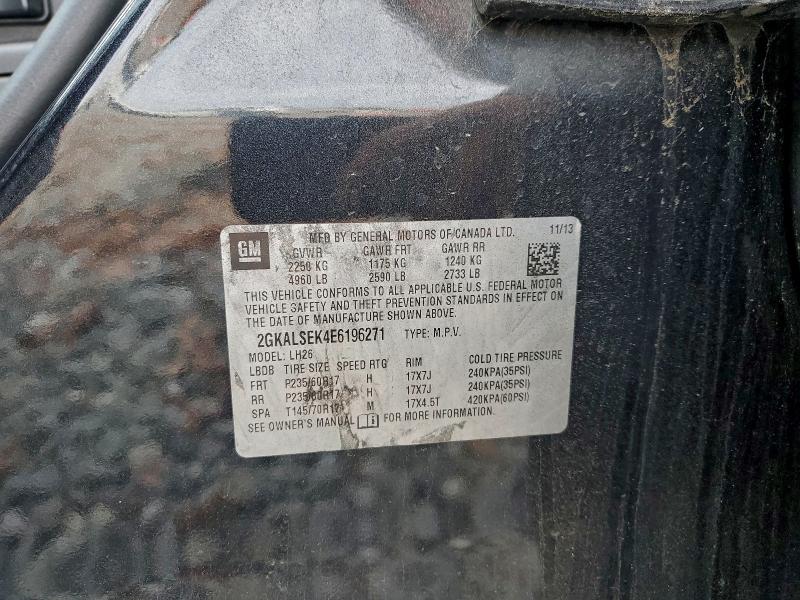 GM
MFD BY GENERAL MOTORS OF CANADA LTD. 11/13
GVWR GAWR FRT GAWR RR
2250 KG 1175 KG 1240 KG
4960 LB 2590 LB 2733 LB
THIS VEHICLE CONFORMS TO ALL APPLICABLE U.S. FEDERAL MOTOR
VEHICLE SAFETY AND THEFT PREVENTION STANDARDS IN EFFECT ON
THE DATE OF MANUFACTURE SHOWN ABOVE.
2GKALSEK4E6196271 TYPE: M.P.V.
MODEL: LH26
LBDB TIRE SIZE SPEED RTG RIM COLD TIRE PRESSURE
FRT P235/60R17 H 17X7J 240KPA(35PSI)
RR P235/60R17 H 17X7J 240KPA(35PSI)
SPA T145/70R17 M 17X4.5T 420KPA(60PSI)
SEE OWNER'S MANUAL FOR MORE INFORMATION.